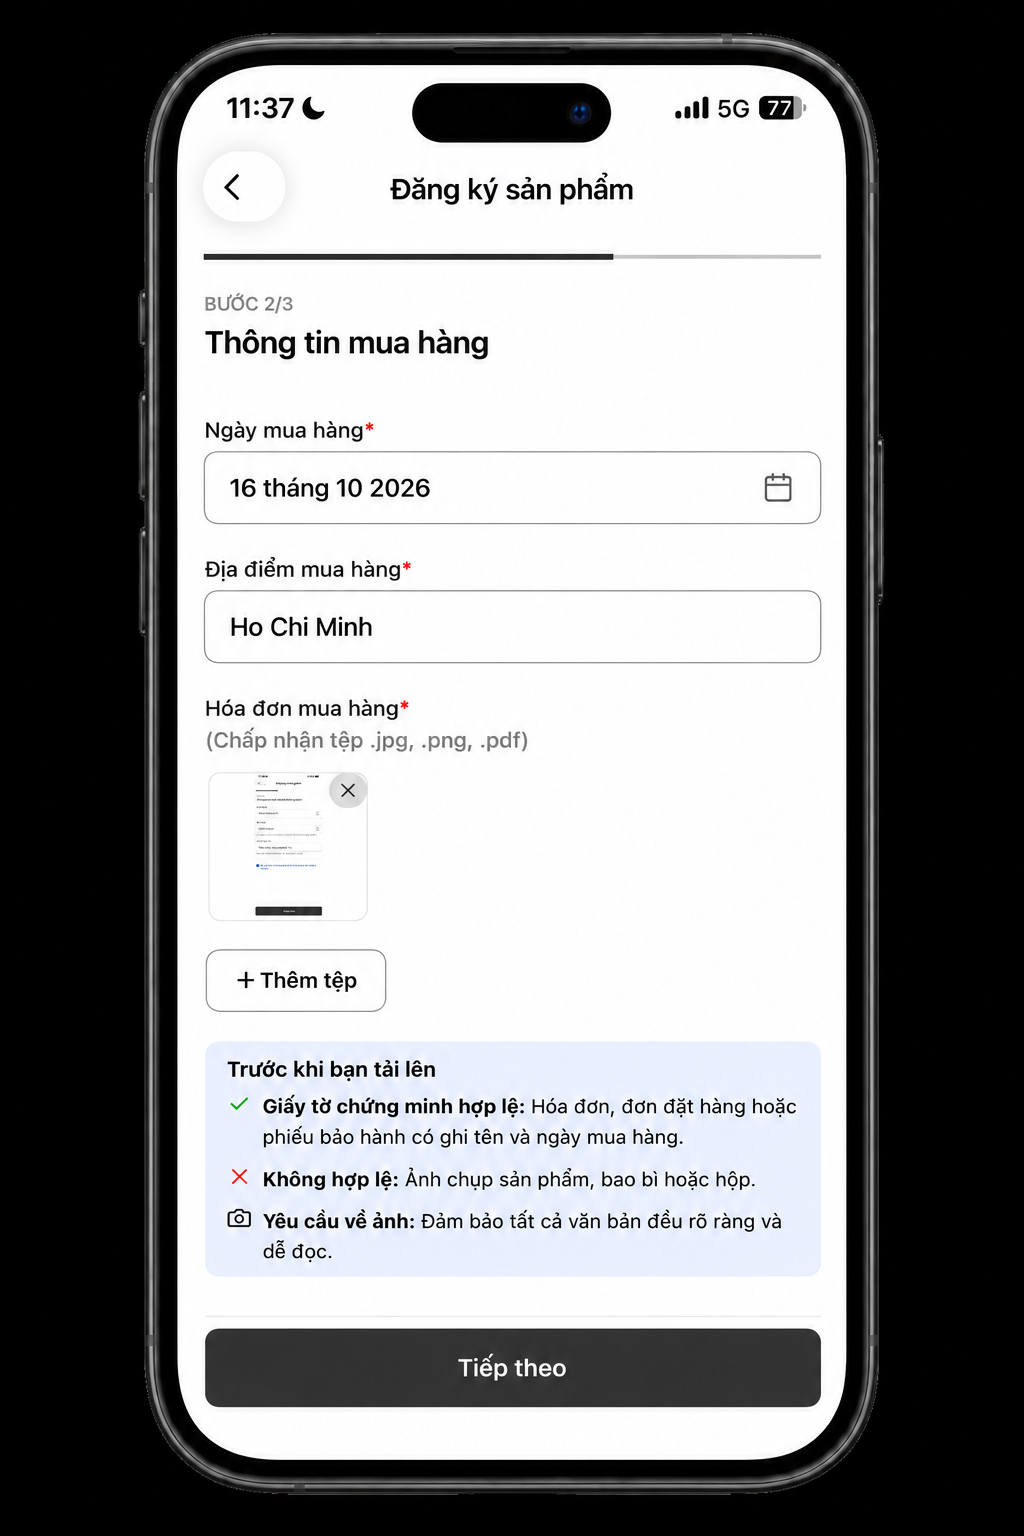 11:37
5G 77
Đăng ký sản phẩm
BƯỚC 2/3
Thông tin mua hàng
Ngày mua hàng*
16 tháng 10 2026
Địa điểm mua hàng*
Ho Chi Minh
Hóa đơn mua hàng*
(Chấp nhận tệp .jpg, .png, .pdf)
+ Thêm tệp
Trước khi bạn tải lên
Giấy tờ chứng minh hợp lệ: Hóa đơn, đơn đặt hàng hoặc
phiếu bảo hành có ghi tên và ngày mua hàng.
Không hợp lệ: Ảnh chụp sản phẩm, bao bì hoặc hộp.
Yêu cầu về ảnh: Đảm bảo tất cả văn bản đều rõ ràng và
dễ đọc.
Tiếp theo